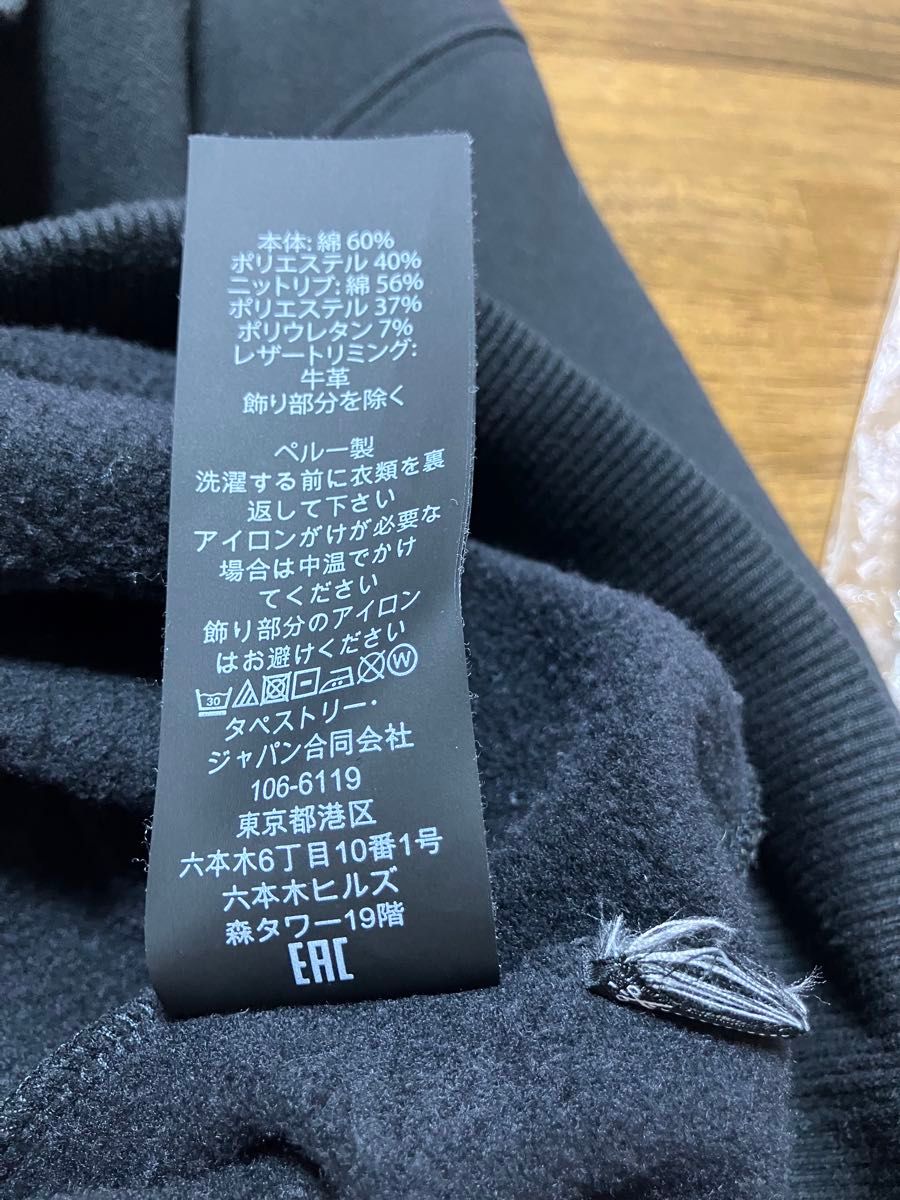 本体: 綿 60%
ポリエステル 40%
ニットリブ: 綿 56%
ポリエステル 37%
ポリウレタン 7%
レザートリミング:
牛革
飾り部分を除く
ペルー製
洗濯する前に衣類を裏
返して下さい
アイロンがけが必要な
場合は中温でかけ
てください
飾り部分のアイロン
はお避けください
30 W
タペストリー・
ジャパン合同会社
106-6119
東京都港区
六本木6丁目10番1号
六本木ヒルズ
森タワー19階
EAC